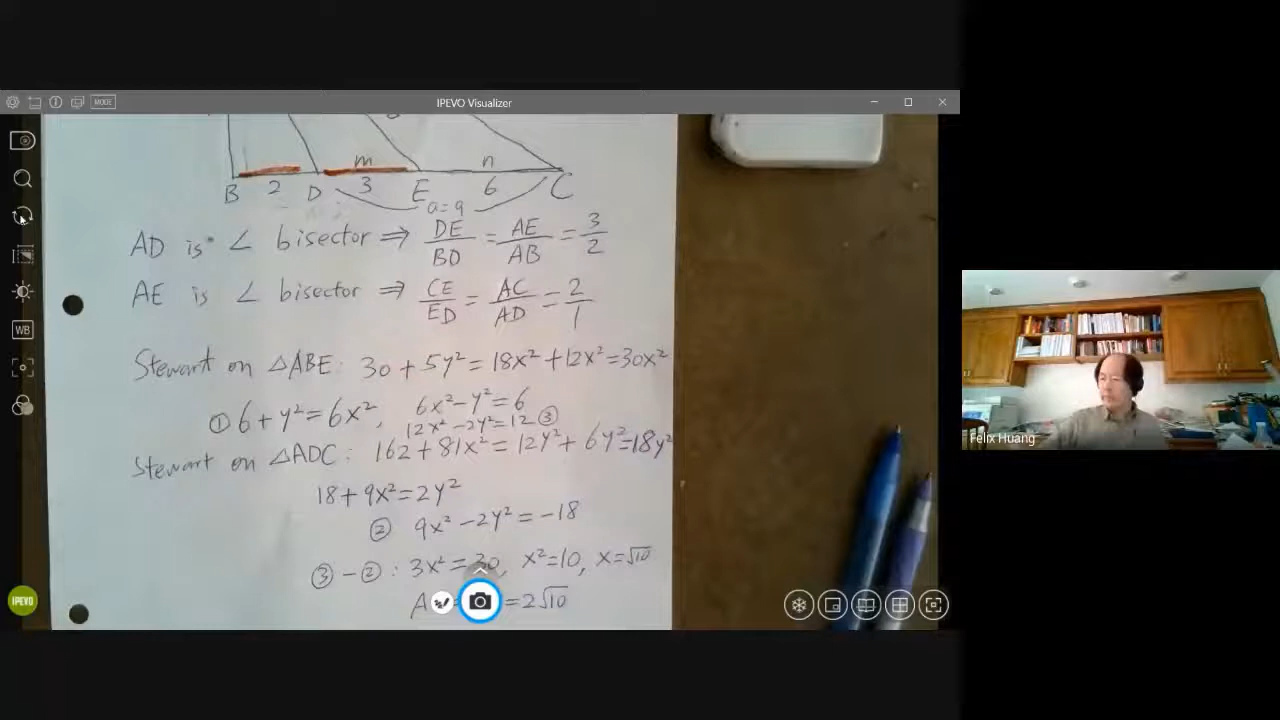 IPEVO Visualizer
MODE
m
n
B 2 D 3 E 6 C
a=9
AD is ∠ bisector ⇒ DE/BD = AE/AB = 3/2
AE is ∠ bisector ⇒ CE/ED = AC/AD = 2/1
Stewart on △ABE: 30 + 5y² = 18x² + 12x² = 30x²
① 6 + y² = 6x², 6x² - y² = 6
12x² - 2y² = 12 ③
Stewart on △ADC: 162 + 81x² = 12y² + 6y² = 18y²
18 + 9x² = 2y²
② 9x² - 2y² = -18
③ - ② : 3x² = 30, x² = 10, x = √10
A = 2√10
WB
IPEVO
Felix Huang